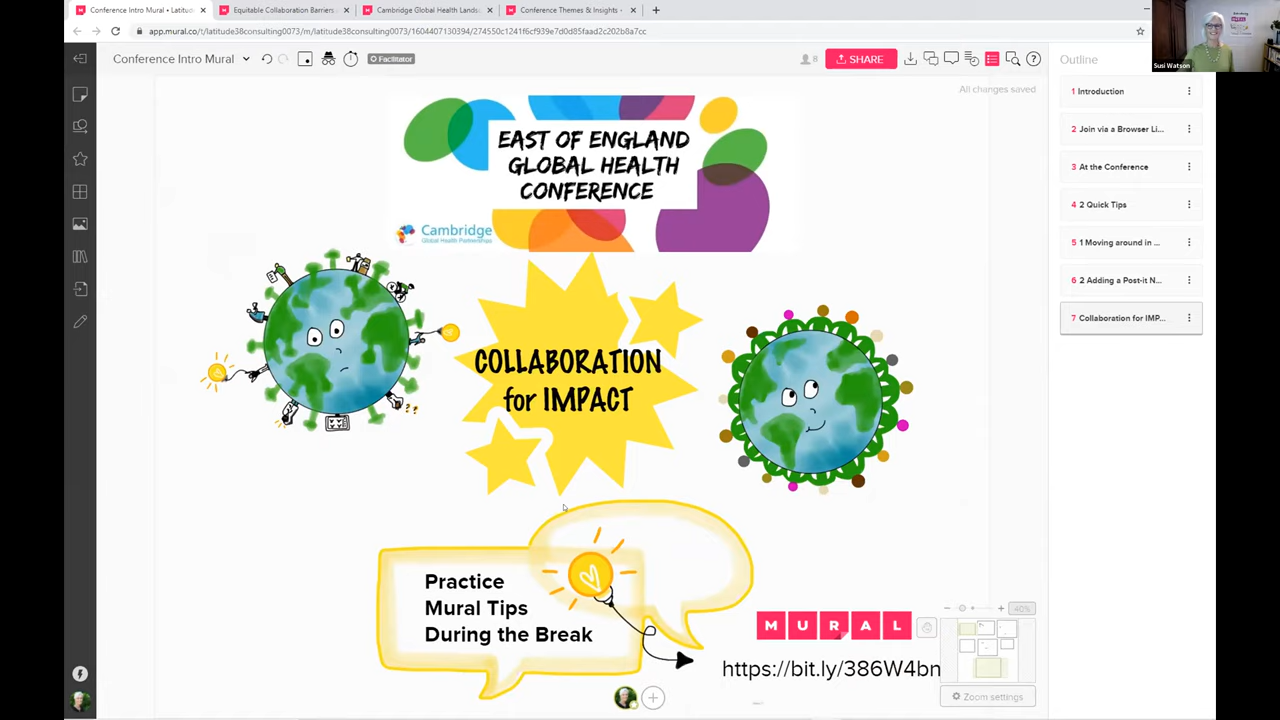 Conference Intro Mural • Latitud
Equitable Collaboration Barriers
Cambridge Global Health Lands
Conference Themes & Insights •
app.mural.co/t/latitude38consulting0073/m/latitude38consulting0073/1604407130394/274550c1241f6cf939e7d0d85faad2c202b8a7cc
Susi Watson
Conference Intro Mural
Facilitator
8
SHARE
All changes saved
Outline
1 Introduction
2 Join via a Browser Li...
3 At the Conference
4 2 Quick Tips
5 1 Moving around in ...
6 2 Adding a Post-it N...
7 Collaboration for IMP...
EAST OF ENGLAND
GLOBAL HEALTH
CONFERENCE
Cambridge
Global Health Partnerships
COLLABORATION
for IMPACT
??
Practice
Mural Tips
During the Break
MURAL
https://bit.ly/386W4bn
40%
Zoom settings